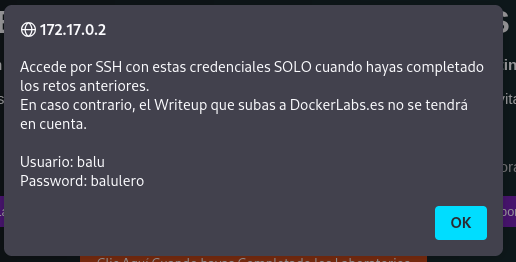 172.17.0.2
Accede por SSH con estas credenciales SOLO cuando hayas completado
los retos anteriores.
En caso contrario, el Writeup que subas a DockerLabs.es no se tendrá
en cuenta.
Usuario: balu
Password: balulero
OK